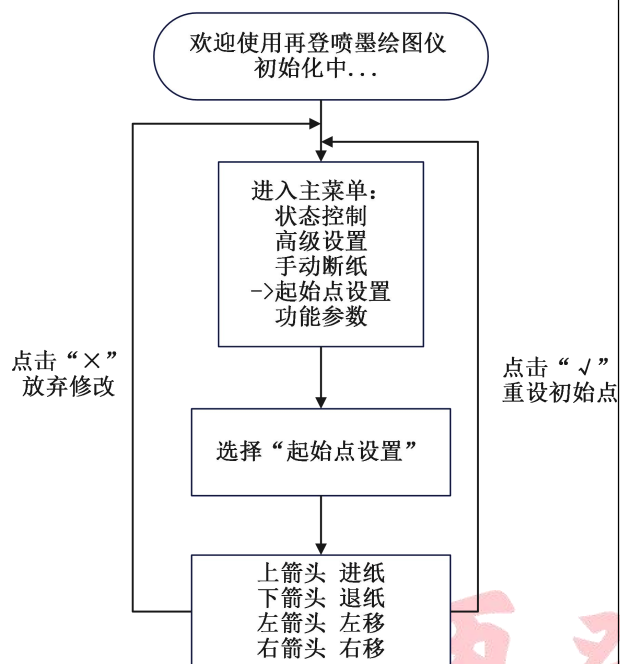 欢迎使用再登喷墨绘图仪
初始化中...
进入主菜单：
状态控制
高级设置
手动断纸
->起始点设置
功能参数
点击“×”
放弃修改
点击“√”
重设初始点
选择“起始点设置”
上箭头 进纸
下箭头 退纸
左箭头 左移
右箭头 右移